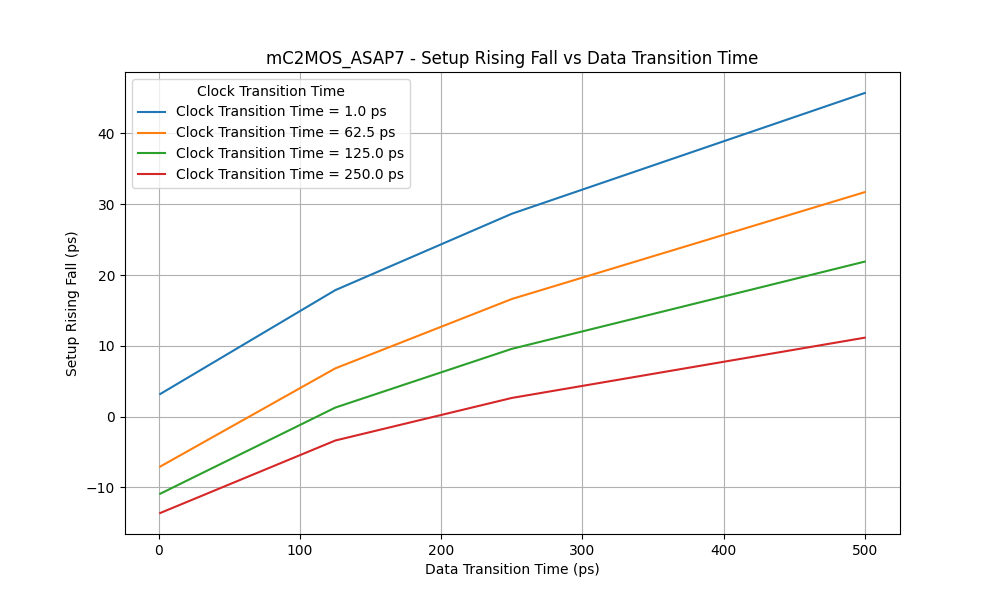 mC2MOS_ASAP7 - Setup Rising Fall vs Data Transition Time
Clock Transition Time
Clock Transition Time = 1.0 ps
Clock Transition Time = 62.5 ps
Clock Transition Time = 125.0 ps
Clock Transition Time = 250.0 ps
Setup Rising Fall (ps)
40
30
20
10
0
−10
0 100 200 300 400 500
Data Transition Time (ps)